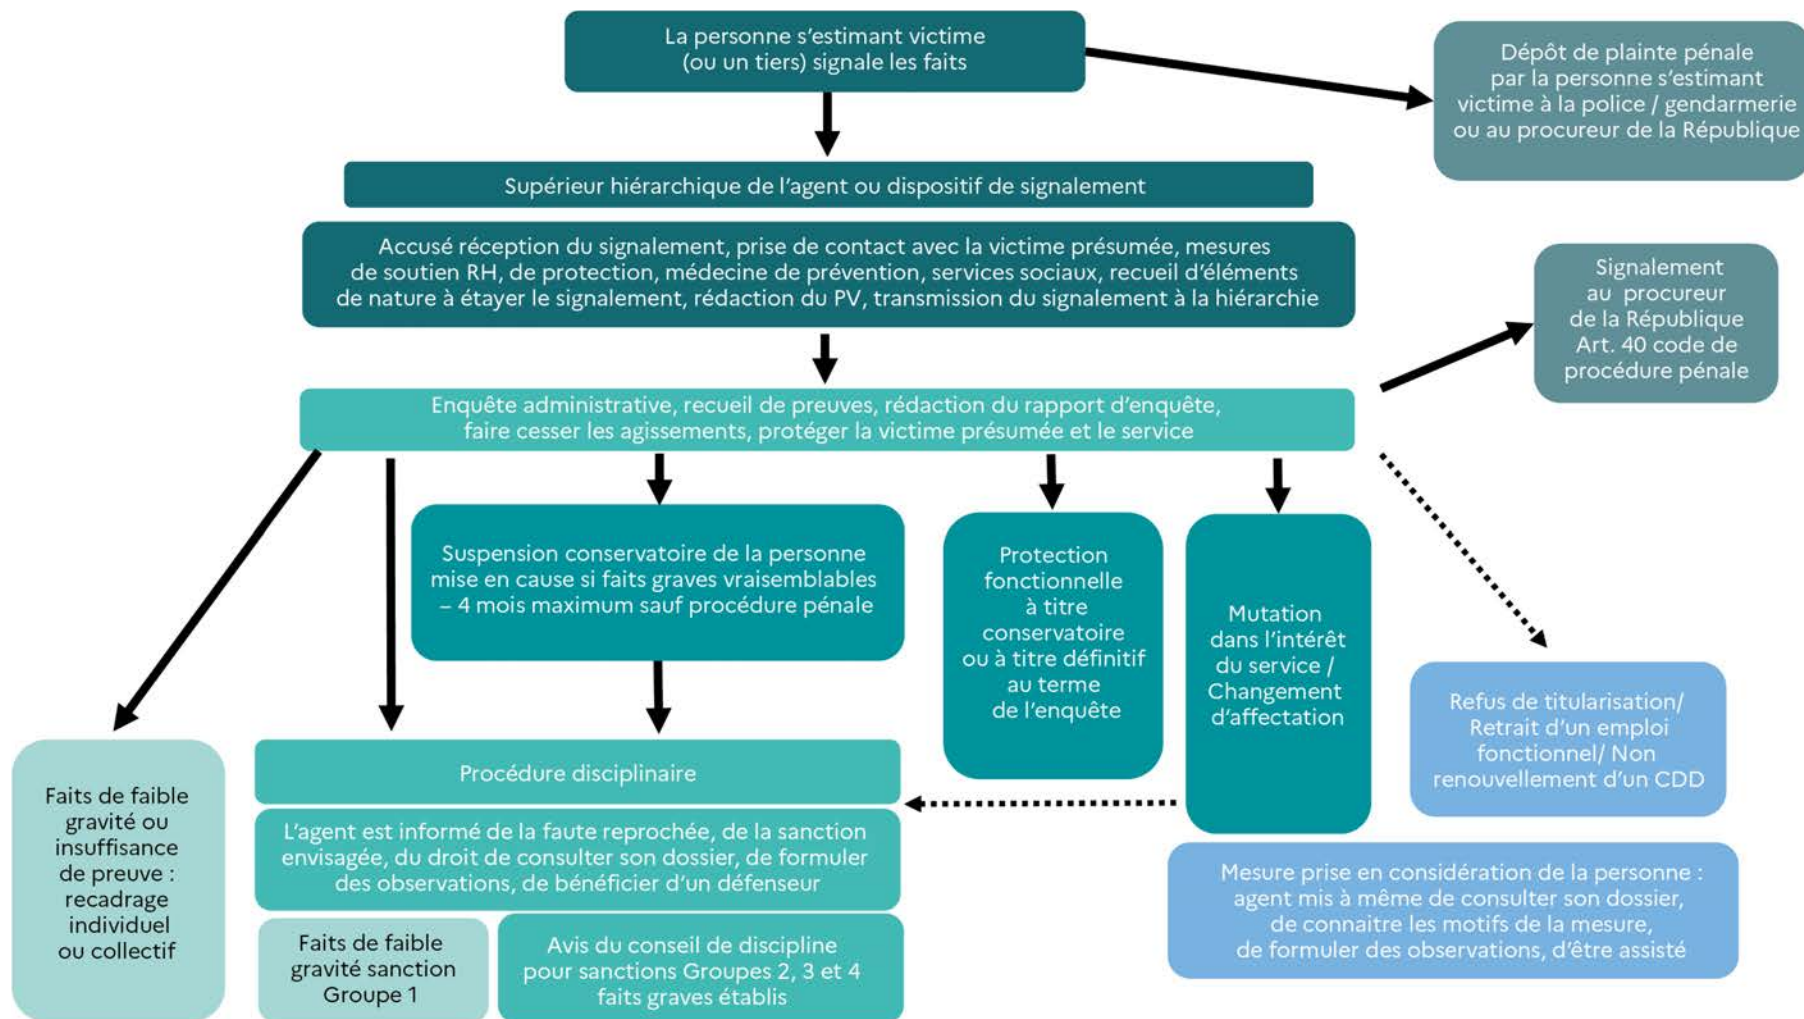 La personne s'estimant victime
(ou un tiers) signale les faits
Dépôt de plainte pénale
par la personne s'estimant
victime à la police / gendarmerie
ou au procureur de la République
Supérieur hiérarchique de l'agent ou dispositif de signalement
Accusé réception du signalement, prise de contact avec la victime présumée, mesures
de soutien RH, de protection, médecine de prévention, services sociaux, recueil d'éléments
de nature à étayer le signalement, rédaction du PV, transmission du signalement à la hiérarchie
Signalement
au procureur
de la République
Art. 40 code de
procédure pénale
Enquête administrative, recueil de preuves, rédaction du rapport d'enquête,
faire cesser les agissements, protéger la victime présumée et le service
Suspension conservatoire de la personne
mise en cause si faits graves vraisemblables
– 4 mois maximum sauf procédure pénale
Protection
fonctionnelle
à titre
conservatoire
ou à titre définitif
au terme
de l'enquête
Mutation
dans l'intérêt
du service /
Changement
d'affectation
Refus de titularisation/
Retrait d'un emploi
fonctionnel/ Non
renouvellement d'un CDD
Faits de faible
gravité ou
insuffisance
de preuve :
recadrage
individuel
ou collectif
Procédure disciplinaire
L'agent est informé de la faute reprochée, de la sanction
envisagée, du droit de consulter son dossier, de formuler
des observations, de bénéficier d'un défenseur
Faits de faible
gravité sanction
Groupe 1
Avis du conseil de discipline
pour sanctions Groupes 2, 3 et 4
faits graves établis
Mesure prise en considération de la personne :
agent mis à même de consulter son dossier,
de connaitre les motifs de la mesure,
de formuler des observations, d'être assisté